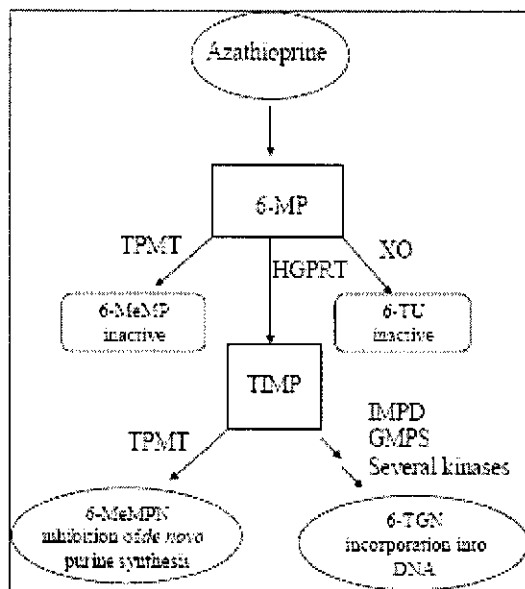 Azathioprine
6-MP
TPMT
HGPRT
XO
6-MeMP
inactive
6-TU
inactive
TIMP
TPMT
IMPD
GMPS
Several kinases
6-MeMPN
inhibition of de novo
purine synthesis
6-TGN
incorporation into
DNA